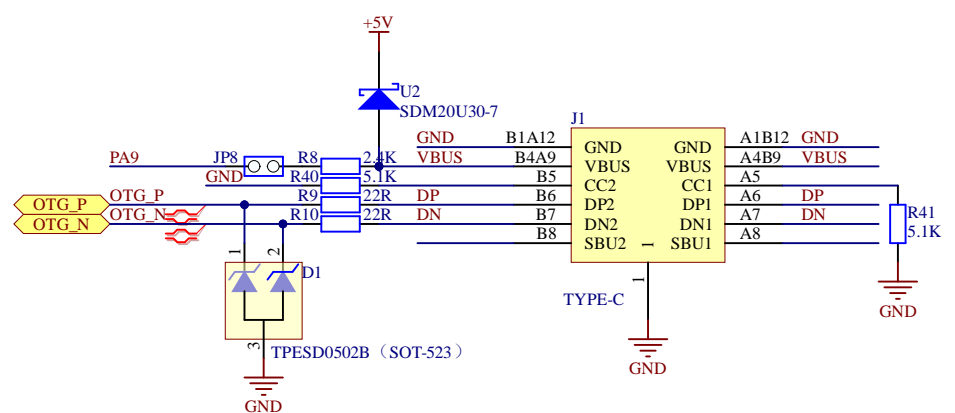 +5V
U2
SDM20U30-7
J1
GND B1A12 GND GND A1B12 GND
PA9 JP8 R8 2.4K VBUS B4A9 VBUS VBUS A4B9 VBUS
GND R40 5.1K B5 CC2 CC1 A5
OTG_P OTG_P R9 22R DP B6 DP2 DP1 A6 DP
OTG_N OTG_N R10 22R DN B7 DN2 DN1 A7 DN
R41
5.1K
B8 SBU2 1 SBU1 A8
1 2 D1
1
TYPE-C
GND
3 TPESD0502B（SOT-523）
GND
GND